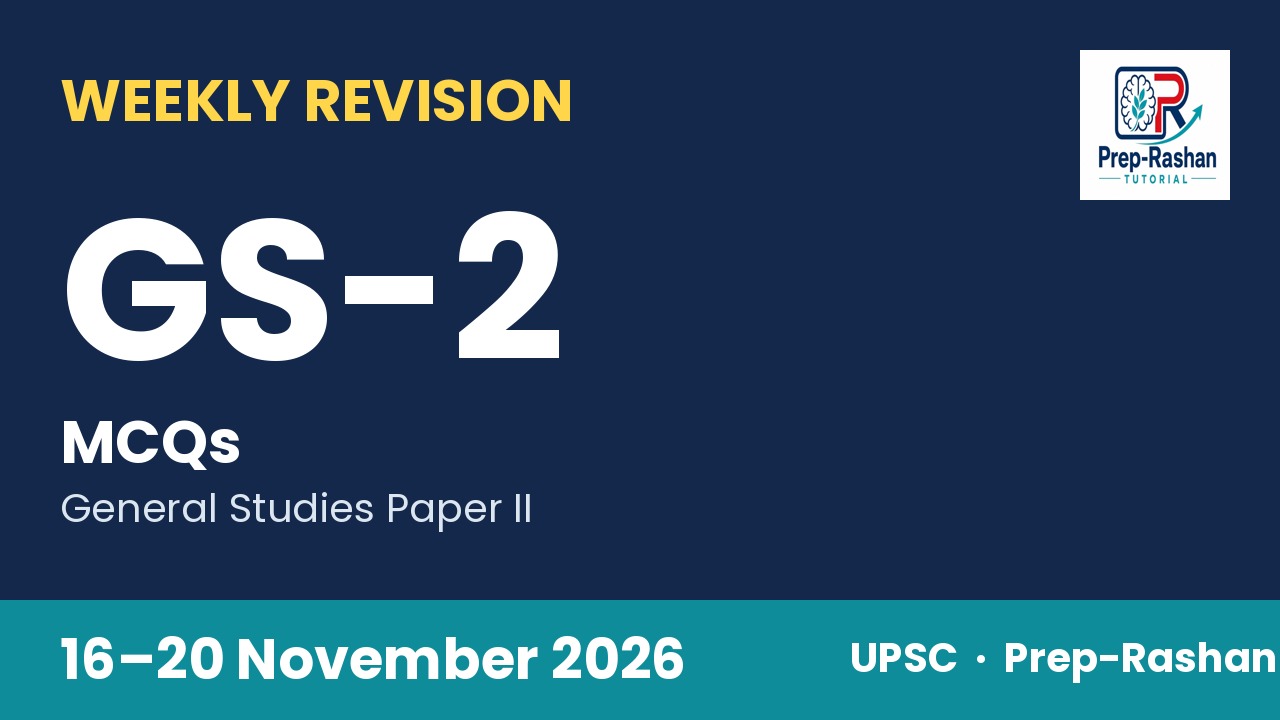 WEEKLY REVISION
Prep-Rashan
TUTORIAL
GS-2
MCQs
General Studies Paper II
16–20 November 2026
UPSC · Prep-Rashan